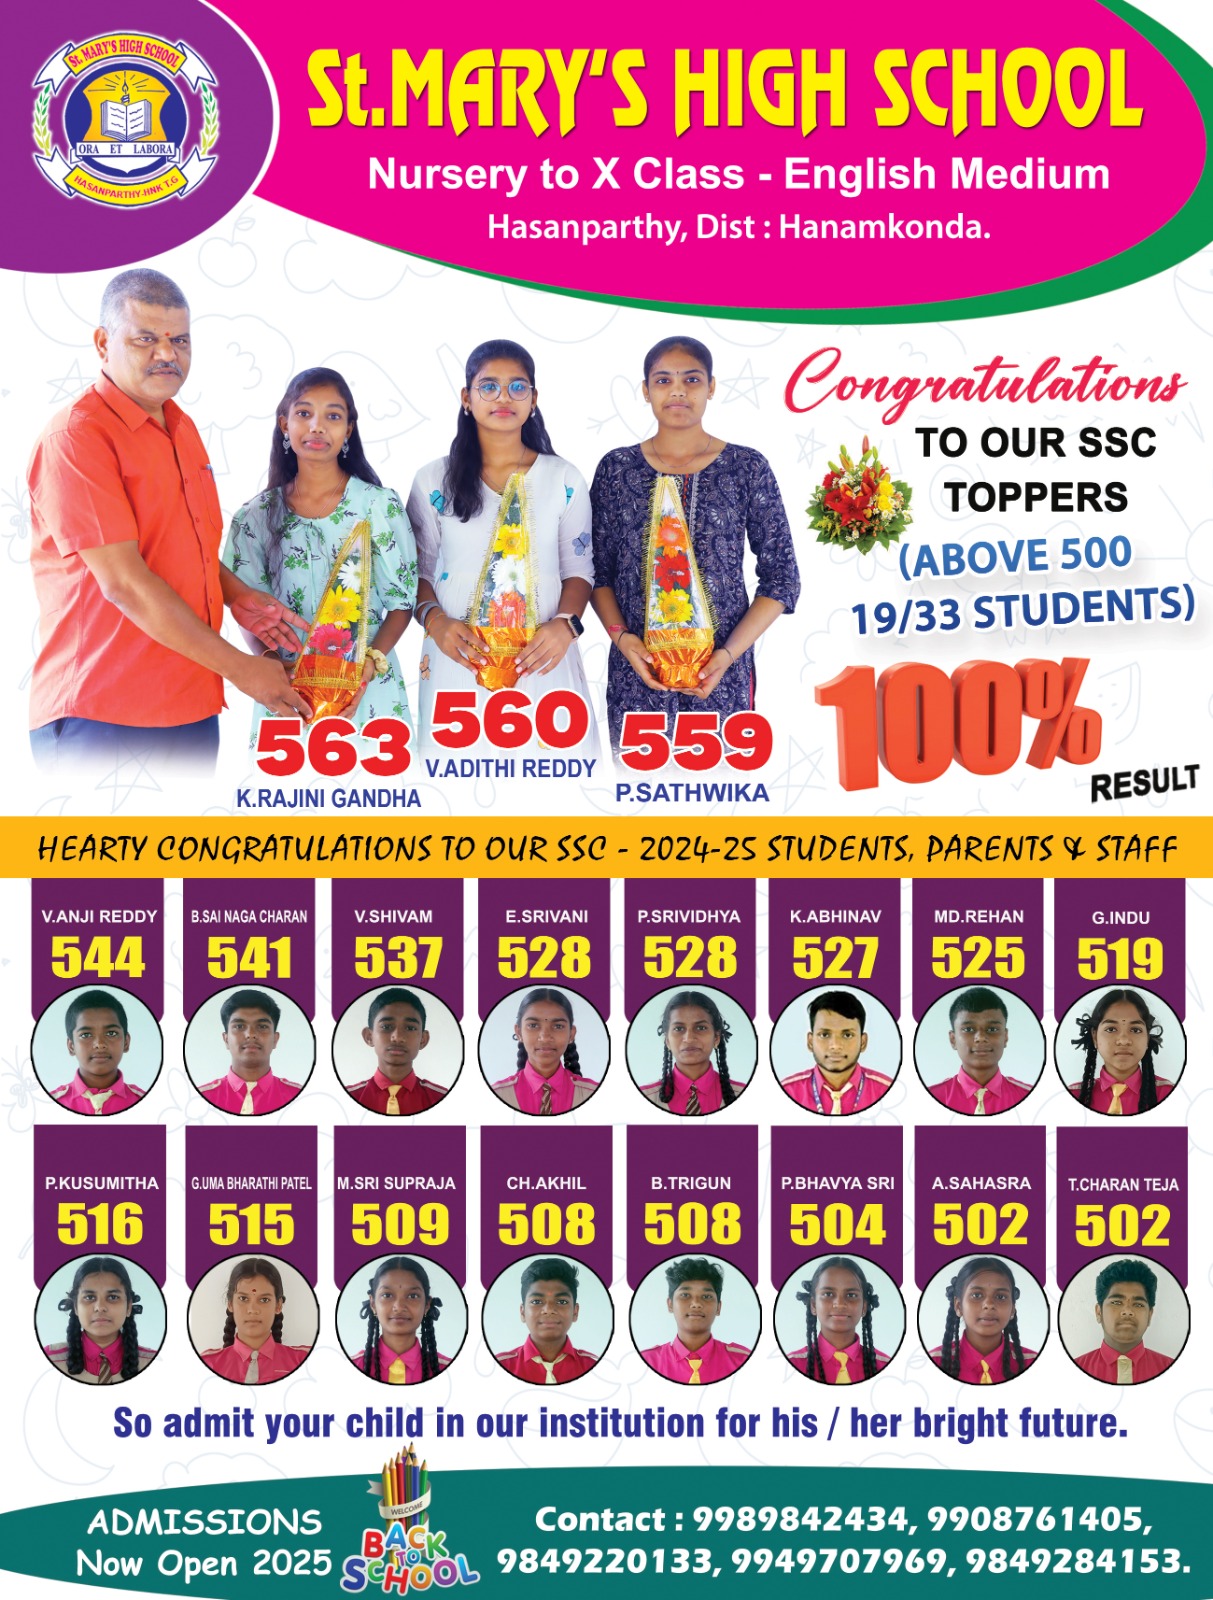 St. MARY'S HIGH SCHOOL
ORA ET LABORA
HASANPARTHY-HNK T.G
St.MARY'S HIGH SCHOOL
Nursery to X Class - English Medium
Hasanparthy, Dist : Hanamkonda.
Congratulations
TO OUR SSC
TOPPERS
(ABOVE 500
19/33 STUDENTS)
100%
RESULT
563
K.RAJINI GANDHA
560
V.ADITHI REDDY
559
P.SATHWIKA
HEARTY CONGRATULATIONS TO OUR SSC - 2024-25 STUDENTS, PARENTS & STAFF
V.ANJI REDDY
544
B.SAI NAGA CHARAN
541
V.SHIVAM
537
E.SRIVANI
528
P.SRIVIDHYA
528
K.ABHINAV
527
MD.REHAN
525
G.INDU
519
P.KUSUMITHA
516
G.UMA BHARATHI PATEL
515
M.SRI SUPRAJA
509
CH.AKHIL
508
B.TRIGUN
508
P.BHAVYA SRI
504
A.SAHASRA
502
T.CHARAN TEJA
502
So admit your child in our institution for his / her bright future.
ADMISSIONS
Now Open 2025
WELCOME
BACK
TO
SCHOOL
Contact : 9989842434, 9908761405,
9849220133, 9949707969, 9849284153.